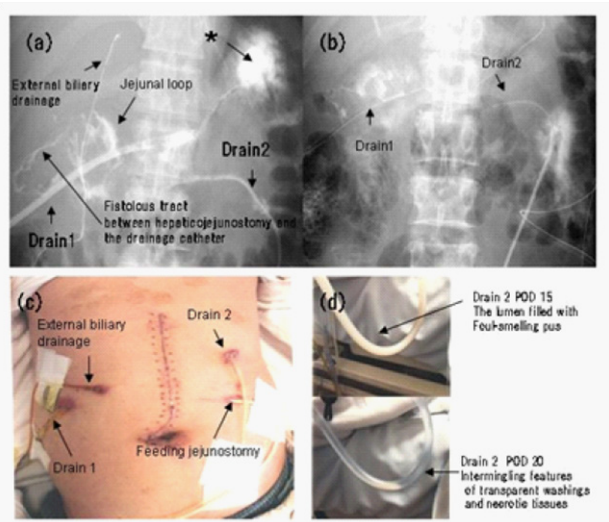 (a)
*
External biliary
drainage
Jejunal loop
Drain2
Fistolous tract
between hepaticojejunostomy and
the drainage catheter
Drain1
(b)
Drain2
Drain1
(c)
External biliary
drainage
Drain 2
Drain 1
Feeding jejunostomy
(d)
Drain 2 POD 15
The lumen filled with
Foul-smelling pus
Drain 2 POD 20
Intermingling features
of transparent washings
and necrotic tissues